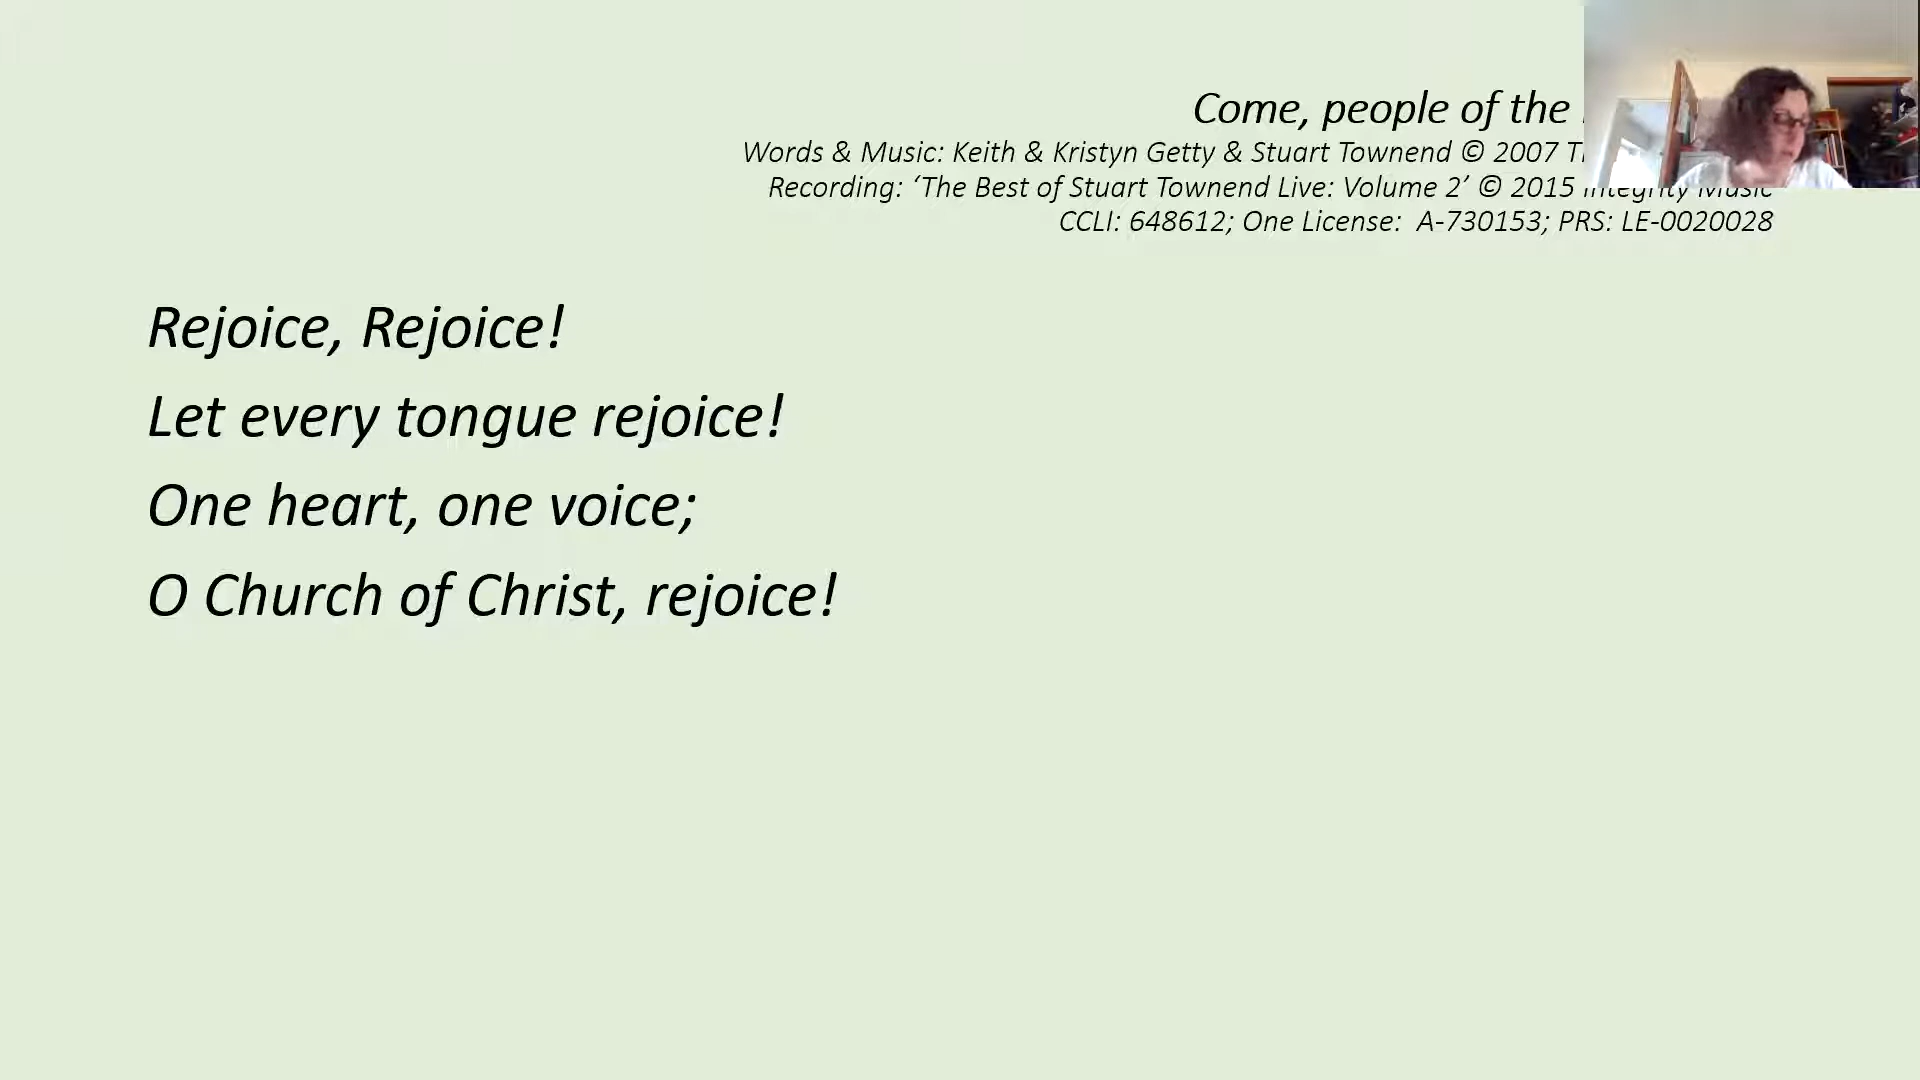 Come, people of the
Words & Music: Keith & Kristyn Getty & Stuart Townend © 2007
Recording: ‘The Best of Stuart Townend Live: Volume 2’ © 2015 Integrity Music
CCLI: 648612; One License:  A-730153; PRS: LE-0020028
Rejoice, Rejoice!
Let every tongue rejoice!
One heart, one voice;
O Church of Christ, rejoice!